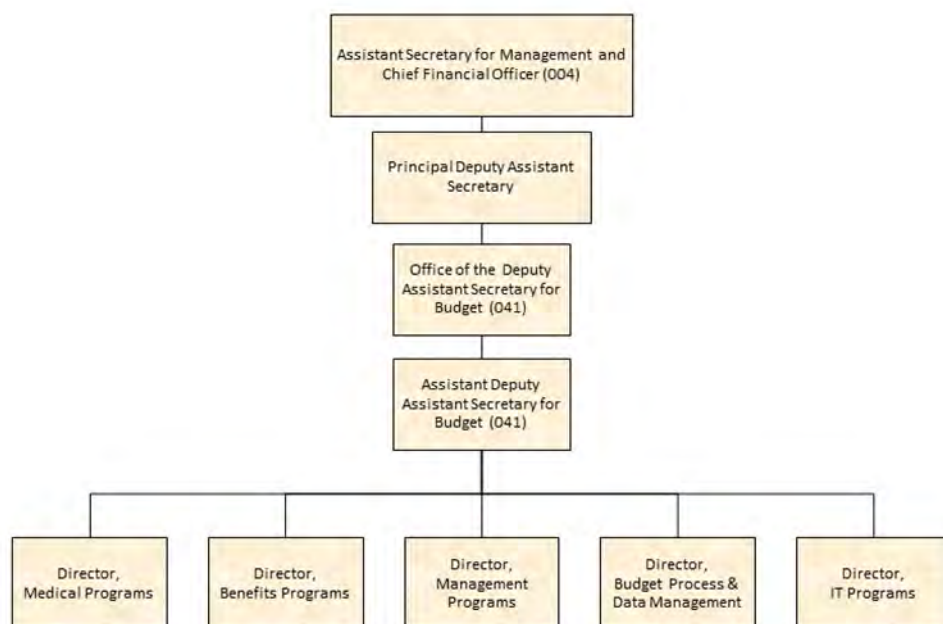 Assistant Secretary for Management and
Chief Financial Officer (004)
Principal Deputy Assistant
Secretary
Office of the Deputy
Assistant Secretary for
Budget (041)
Assistant Deputy
Assistant Secretary for
Budget (041)
Director,
Medical Programs
Director,
Benefits Programs
Director,
Management
Programs
Director,
Budget Process &
Data Management
Director,
IT Programs